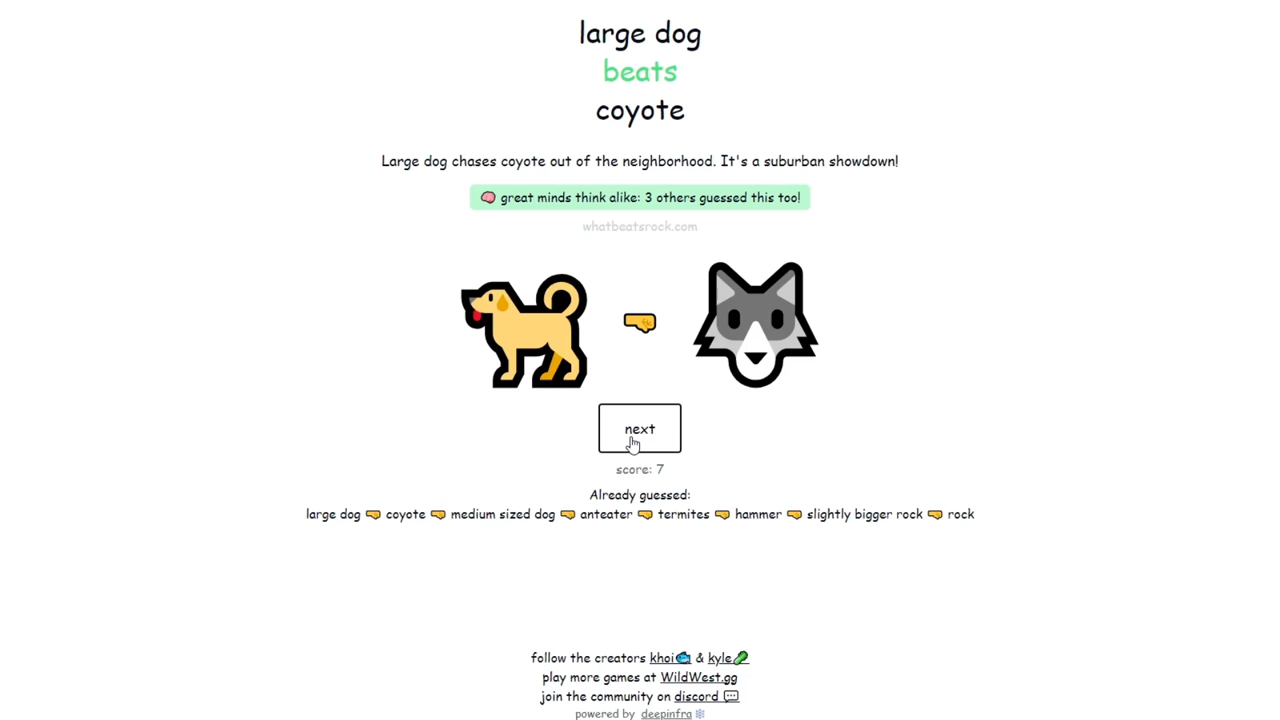 large dog
beats
coyote
Large dog chases coyote out of the neighborhood. It's a suburban showdown!
great minds think alike: 3 others guessed this too!
whatbeatsrock.com
next
score: 7
Already guessed:
large dog 🤜 coyote 🤜 medium sized dog 🤜 anteater 🤜 termites 🤜 hammer 🤜 slightly bigger rock 🤜 rock
follow the creators khoi & kyle
play more games at WildWest.gg
join the community on discord
powered by deepinfra